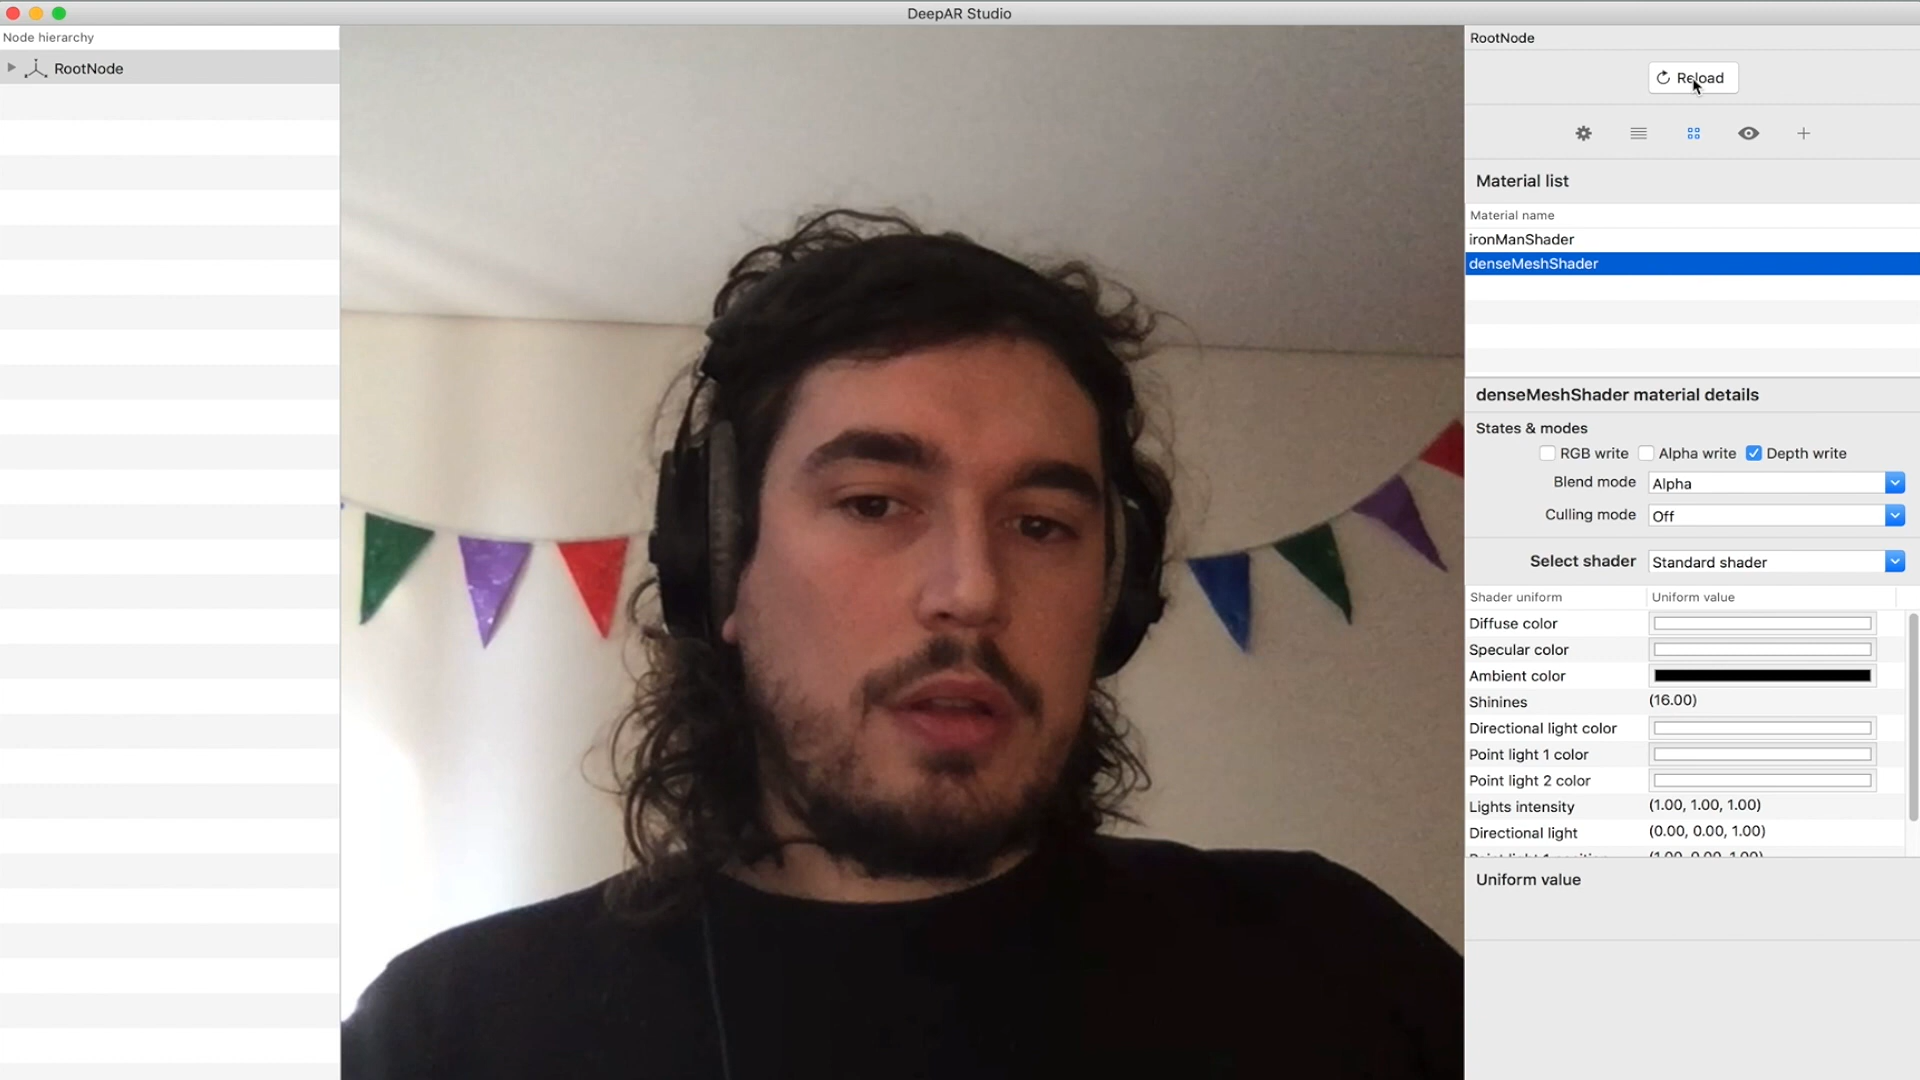 DeepAR Studio
Node hierarchy
RootNode
RootNode
Reload
Material list
Material name
ironManShader
denseMeshShader
denseMeshShader material details
States & modes
RGB write Alpha write Depth write
Blend mode Alpha
Culling mode Off
Select shader Standard shader
Shader uniform Uniform value
Diffuse color
Specular color
Ambient color
Shinines (16.00)
Directional light color
Point light 1 color
Point light 2 color
Lights intensity (1.00, 1.00, 1.00)
Directional light (0.00, 0.00, 1.00)
Uniform value